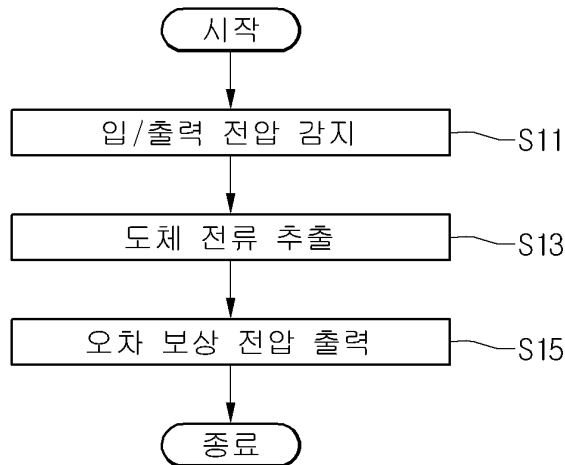 시작
입/출력 전압 감지
S11
도체 전류 추출
S13
오차 보상 전압 출력
S15
종료